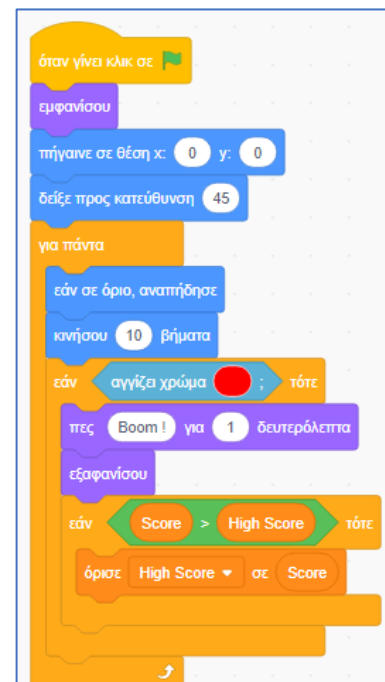 όταν γίνει κλικ σε
εμφανίσου
πήγαινε σε θέση x: 0 y: 0
δείξε προς κατεύθυνση 45
για πάντα
εάν σε όριο, αναπήδησε
κινήσου 10 βήματα
εάν αγγίζει χρώμα ; τότε
πες Boom ! για 1 δευτερόλεπτα
εξαφανίσου
εάν Score > High Score τότε
όρισε High Score σε Score